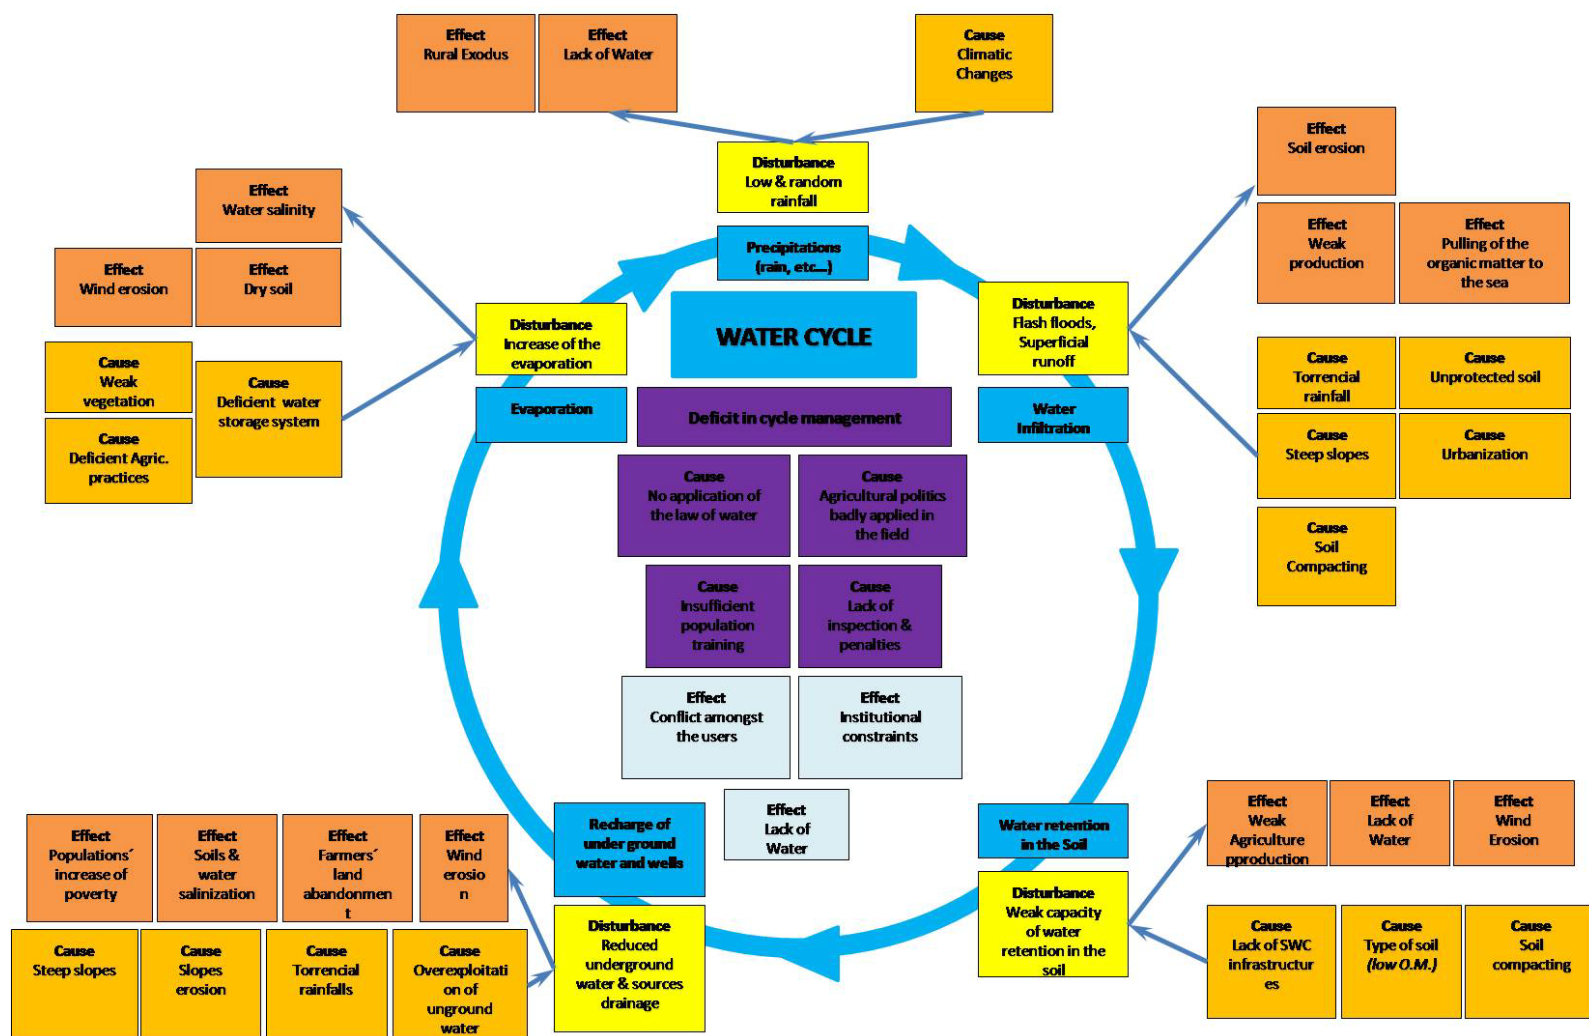 Effect
Rural Exodus
Effect
Lack of Water
Cause
Climatic
Changes
Disturbance
Low & random
rainfall
Effect
Soil erosion
Effect
Weak
production
Effect
Pulling of the
organic matter to
the sea
Effect
Water salinity
Effect
Wind erosion
Effect
Dry soil
Precipitations
(rain, etc...)
Disturbance
Increase of the
evaporation
WATER CYCLE
Disturbance
Flash floods,
Superficial
runoff
Cause
Weak
vegetation
Cause
Deficient water
storage system
Cause
Deficient Agric.
practices
Evaporation
Deficit in cycle management
Water
Infiltration
Cause
Torrencial
rainfall
Cause
Unprotected soil
Cause
Steep slopes
Cause
Urbanization
Cause
Soil
Compacting
Cause
No application of
the law of water
Cause
Agricultural politics
badly applied in
the field
Cause
Insufficient
population
training
Cause
Lack of
inspection &
penalties
Effect
Conflict amongst
the users
Effect
Institutional
constraints
Effect
Lack of
Water
Recharge of
under ground
water and wells
Water retention
in the Soil
Effect
Weak
Agriculture
pproduction
Effect
Lack of
Water
Effect
Wind
Erosion
Effect
Populations´
increase of
poverty
Effect
Soils &
water
salinization
Effect
Farmers´
land
abandonmen
t
Effect
Wind
erosio
n
Disturbance
Weak capacity
of water
retention in the
soil
Cause
Lack of SWC
infrastructur
es
Cause
Type of soil
(low O.M.)
Cause
Soil
compacting
Cause
Steep slopes
Cause
Slopes
erosion
Cause
Torrencial
rainfalls
Cause
Overexploitati
on of
unground
water
Disturbance
Reduced
underground
water & sources
drainage